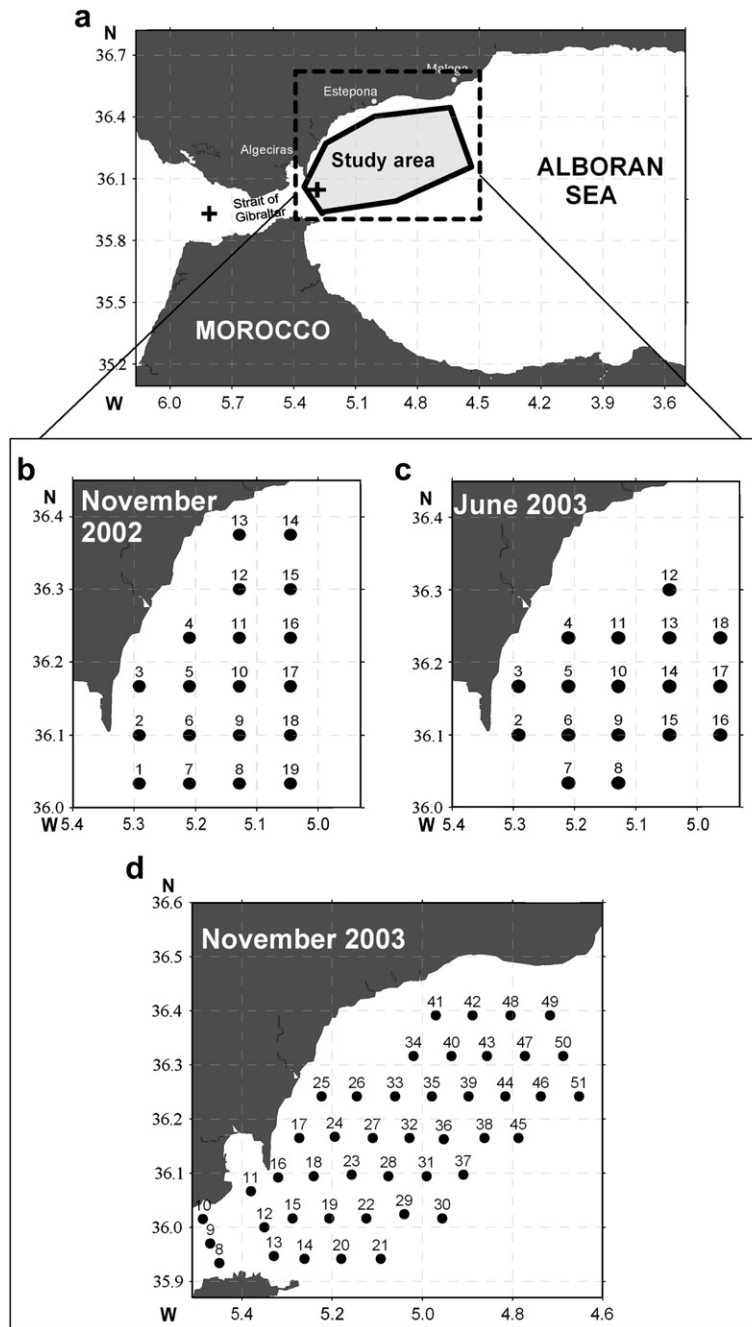 a
N
36.7
36.4
36.1
35.8
35.5
35.2
W
6.0 5.7 5.4 5.1 4.8 4.5 4.2 3.9 3.6
Malaga
Estepona
Algeciras
Study area
Strait of
Gibraltar
ALBORAN
SEA
MOROCCO
b
N
November
2002
36.4
36.3
36.2
36.1
36.0
W
5.4 5.3 5.2 5.1 5.0
13 14
12 15
4 11 16
3 5 10 17
2 6 9 18
1 7 8 19
c
N
June 2003
36.4
36.3
36.2
36.1
36.0
W
5.4 5.3 5.2 5.1 5.0
12
4 11 13 18
3 5 10 14 17
2 6 9 15 16
7 8
d
N
November 2003
36.6
36.5
36.4
36.3
36.2
36.1
36.0
35.9
W
5.4 5.2 5.0 4.8 4.6
41 42 48 49
34 40 43 47 50
25 26 33 35 39 44 46 51
17 24 27 32 36 38 45
16 18 23 28 31 37
11
10 12 15 19 22 29 30
9
8 13 14 20 21